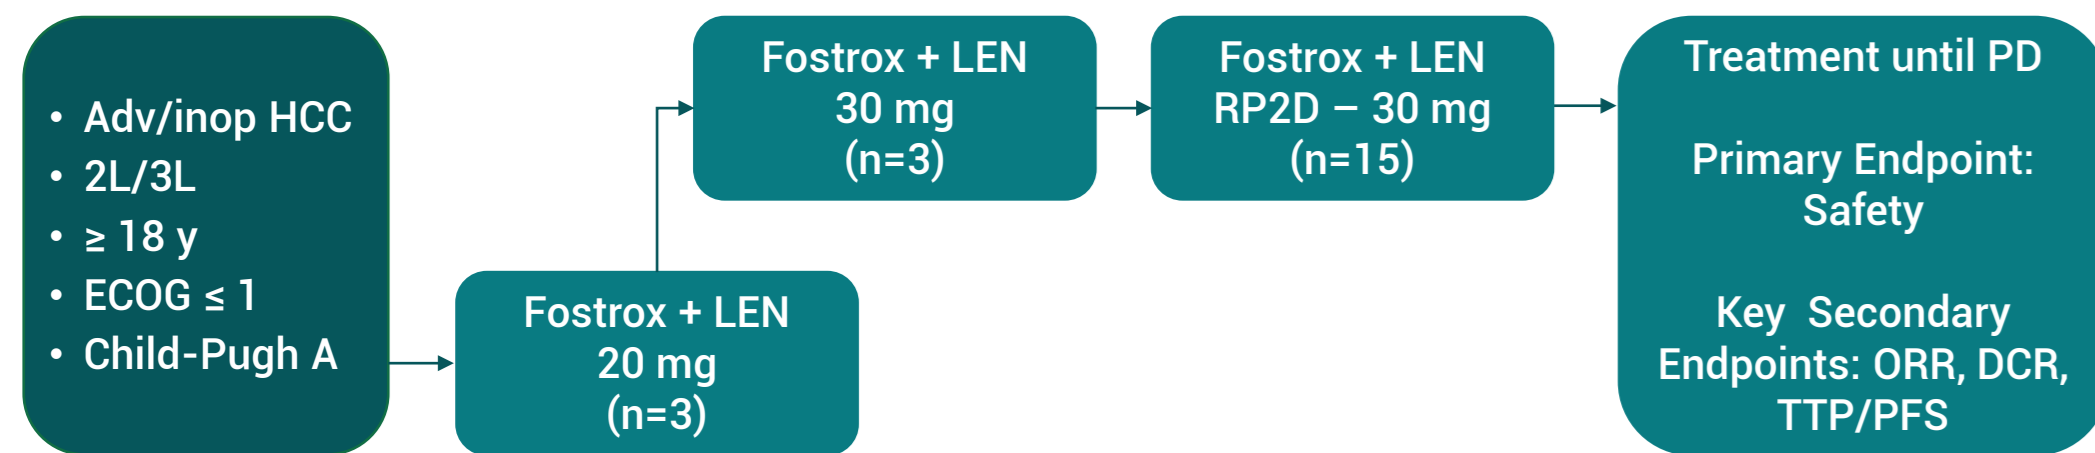 • Adv/inop HCC
• 2L/3L
• ≥ 18 y
• ECOG ≤ 1
• Child-Pugh A
Fostrox + LEN
20 mg
(n=3)
Fostrox + LEN
30 mg
(n=3)
Fostrox + LEN
RP2D – 30 mg
(n=15)
Treatment until PD
Primary Endpoint:
Safety
Key Secondary
Endpoints: ORR, DCR,
TTP/PFS